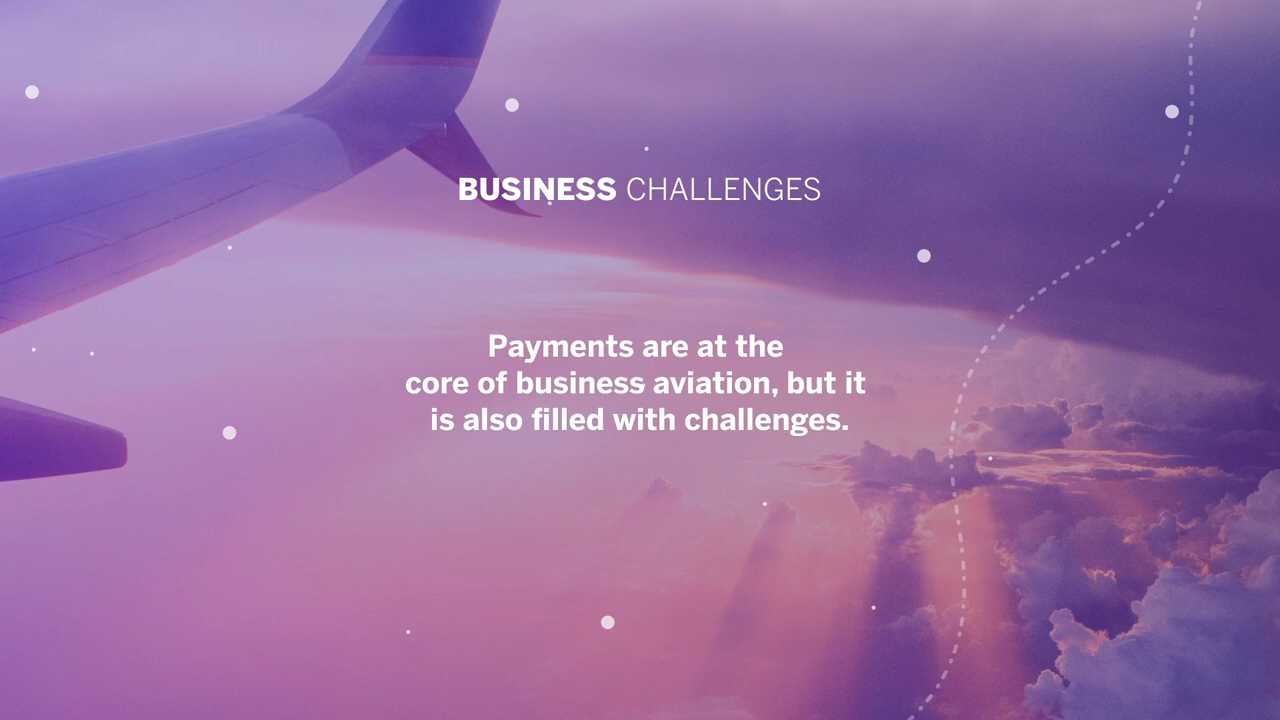 BUSINESS CHALLENGES
Payments are at the
core of business aviation, but it
is also filled with challenges.